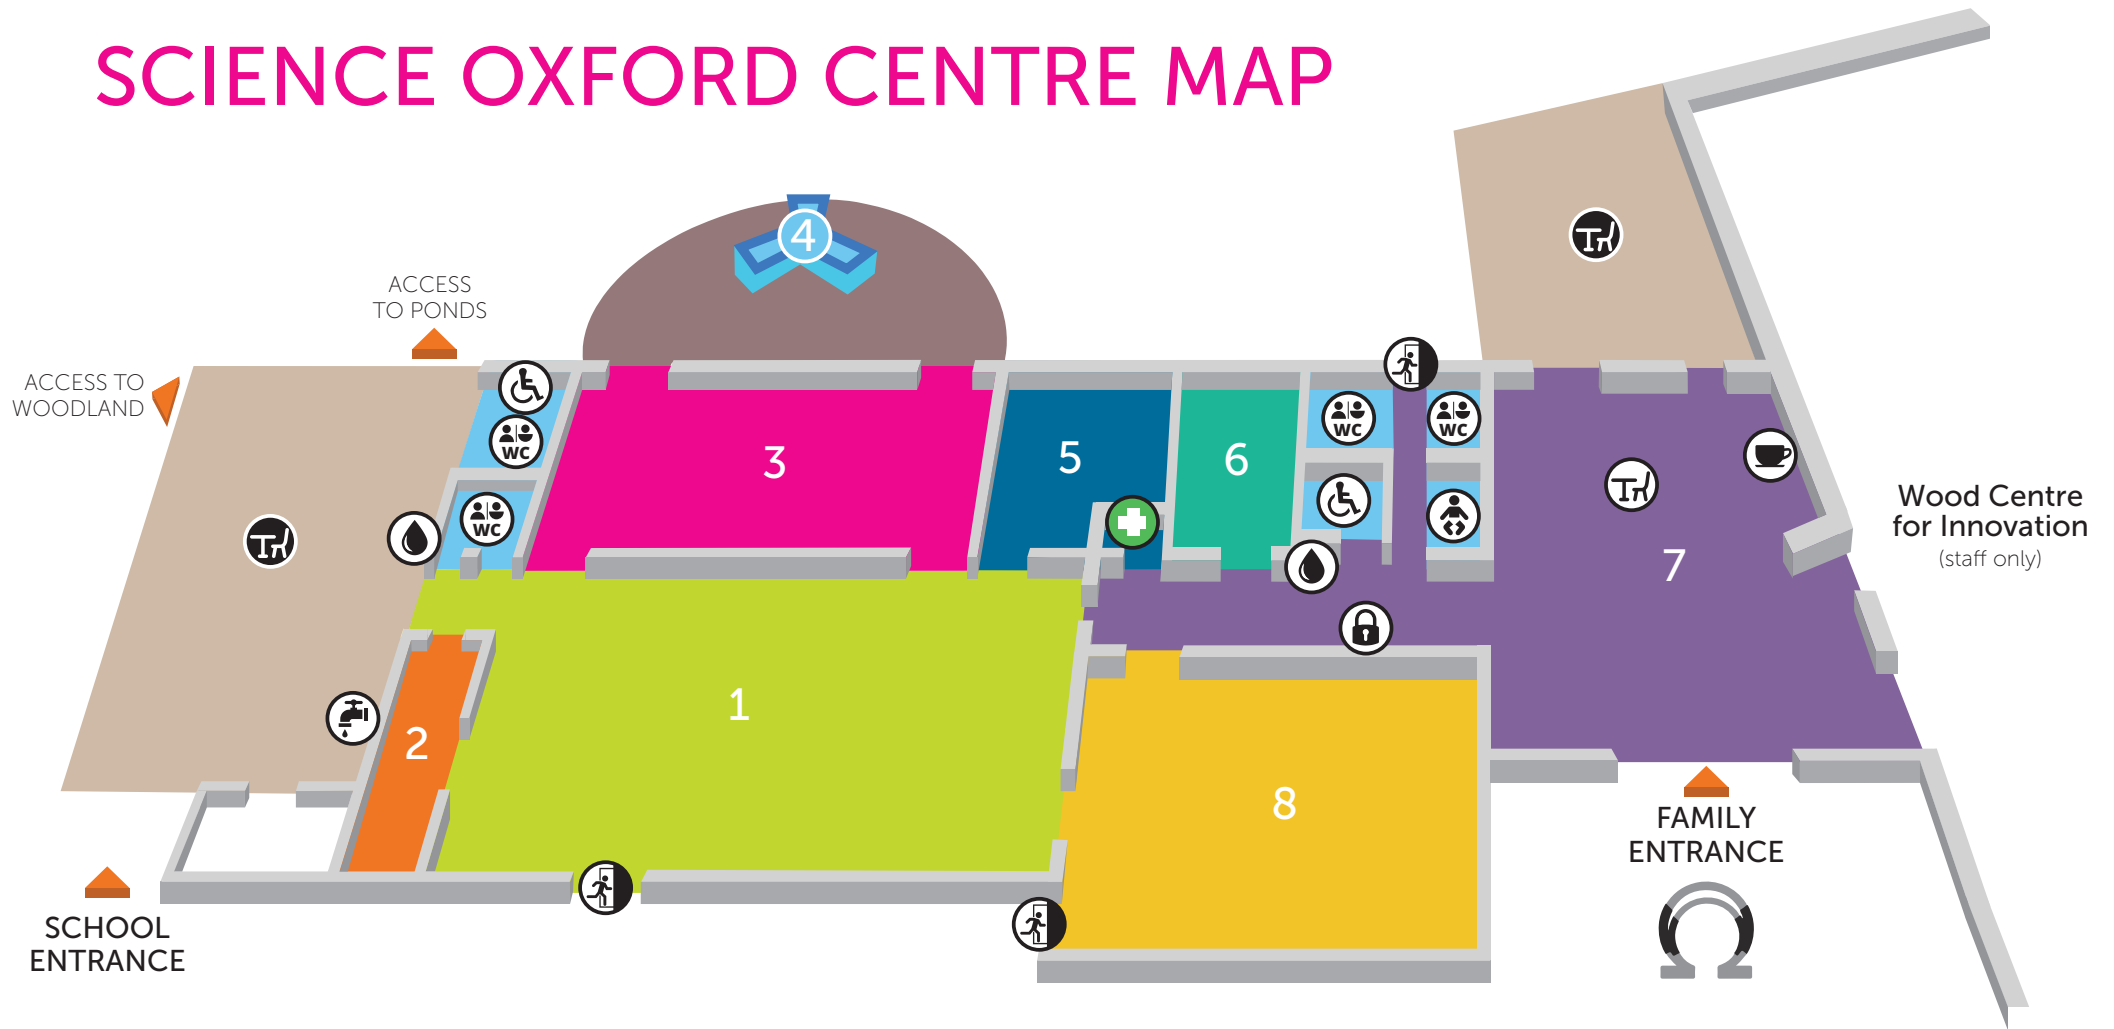 SCIENCE OXFORD CENTRE MAP
4
ACCESS
TO PONDS
ACCESS TO
WOODLAND
WC
WC
WC
WC
3
5
6
7
Wood Centre
for Innovation
(staff only)
1
2
8
FAMILY
ENTRANCE
SCHOOL
ENTRANCE